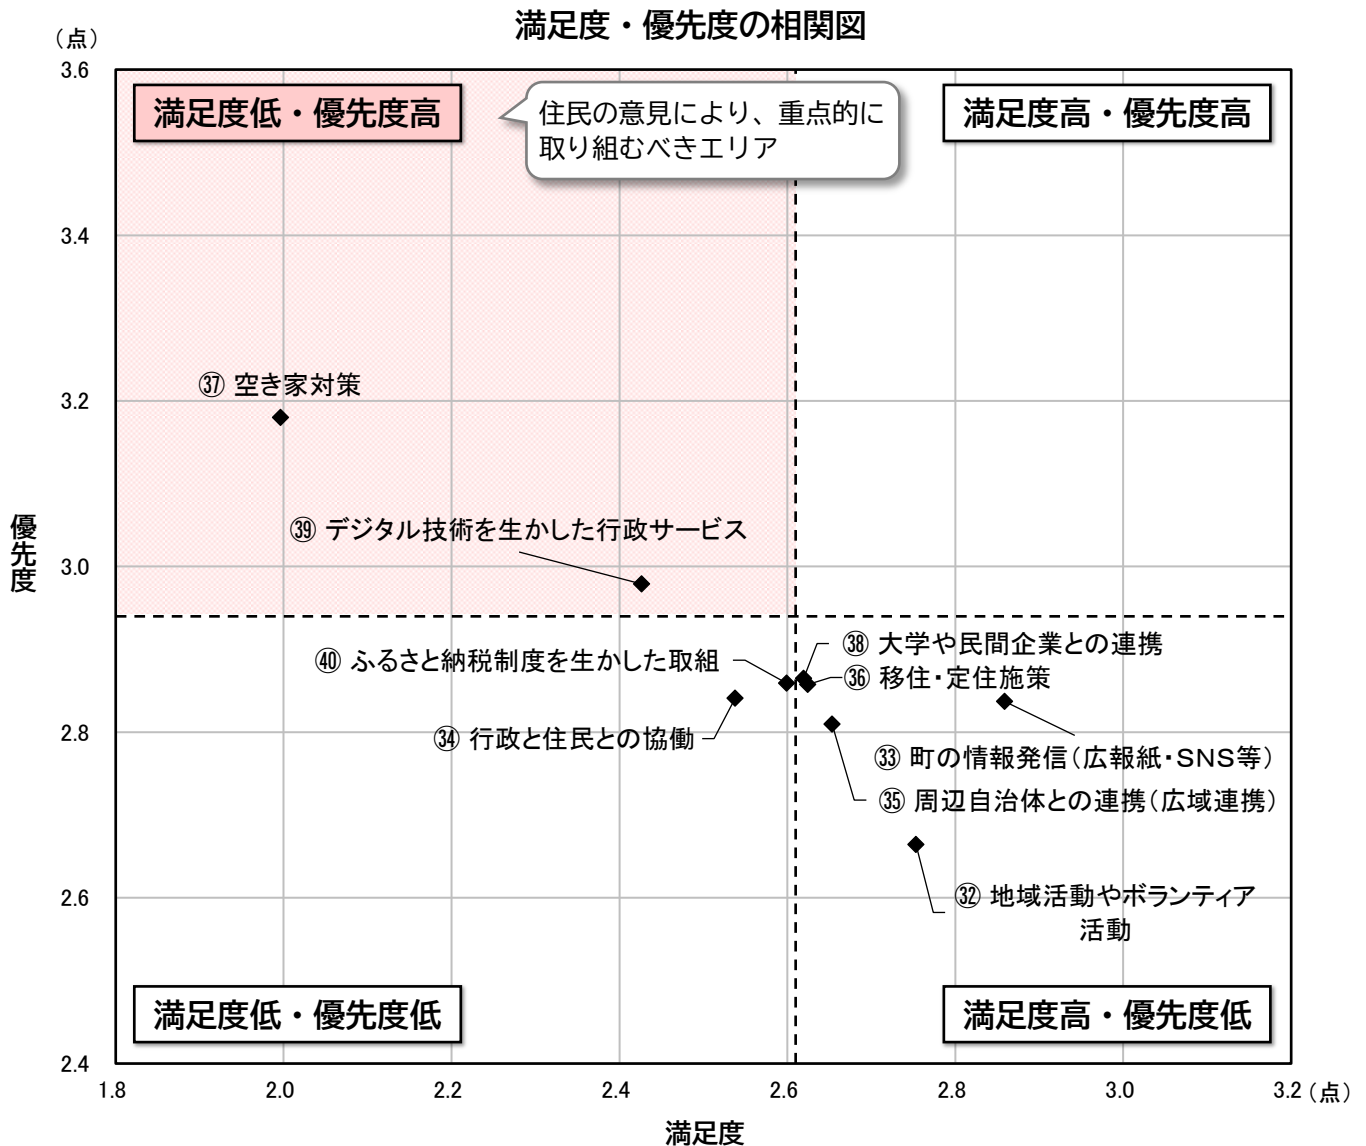 満足度・優先度の相関図
（点）
3.6
満足度低・優先度高
住民の意見により、重点的に
取り組むべきエリア
満足度高・優先度高
3.4
㊲ 空き家対策
3.2
㊴ デジタル技術を生かした行政サービス
優先度
3.0
㊵ ふるさと納税制度を生かした取組
㊳ 大学や民間企業との連携
㊱ 移住・定住施策
㉞ 行政と住民との協働
2.8
㉝ 町の情報発信（広報紙・SNS等）
㉟ 周辺自治体との連携（広域連携）
2.6
㉜ 地域活動やボランティア
活動
満足度低・優先度低
満足度高・優先度低
2.4
1.8 2.0 2.2 2.4 2.6 2.8 3.0 3.2（点）
満足度